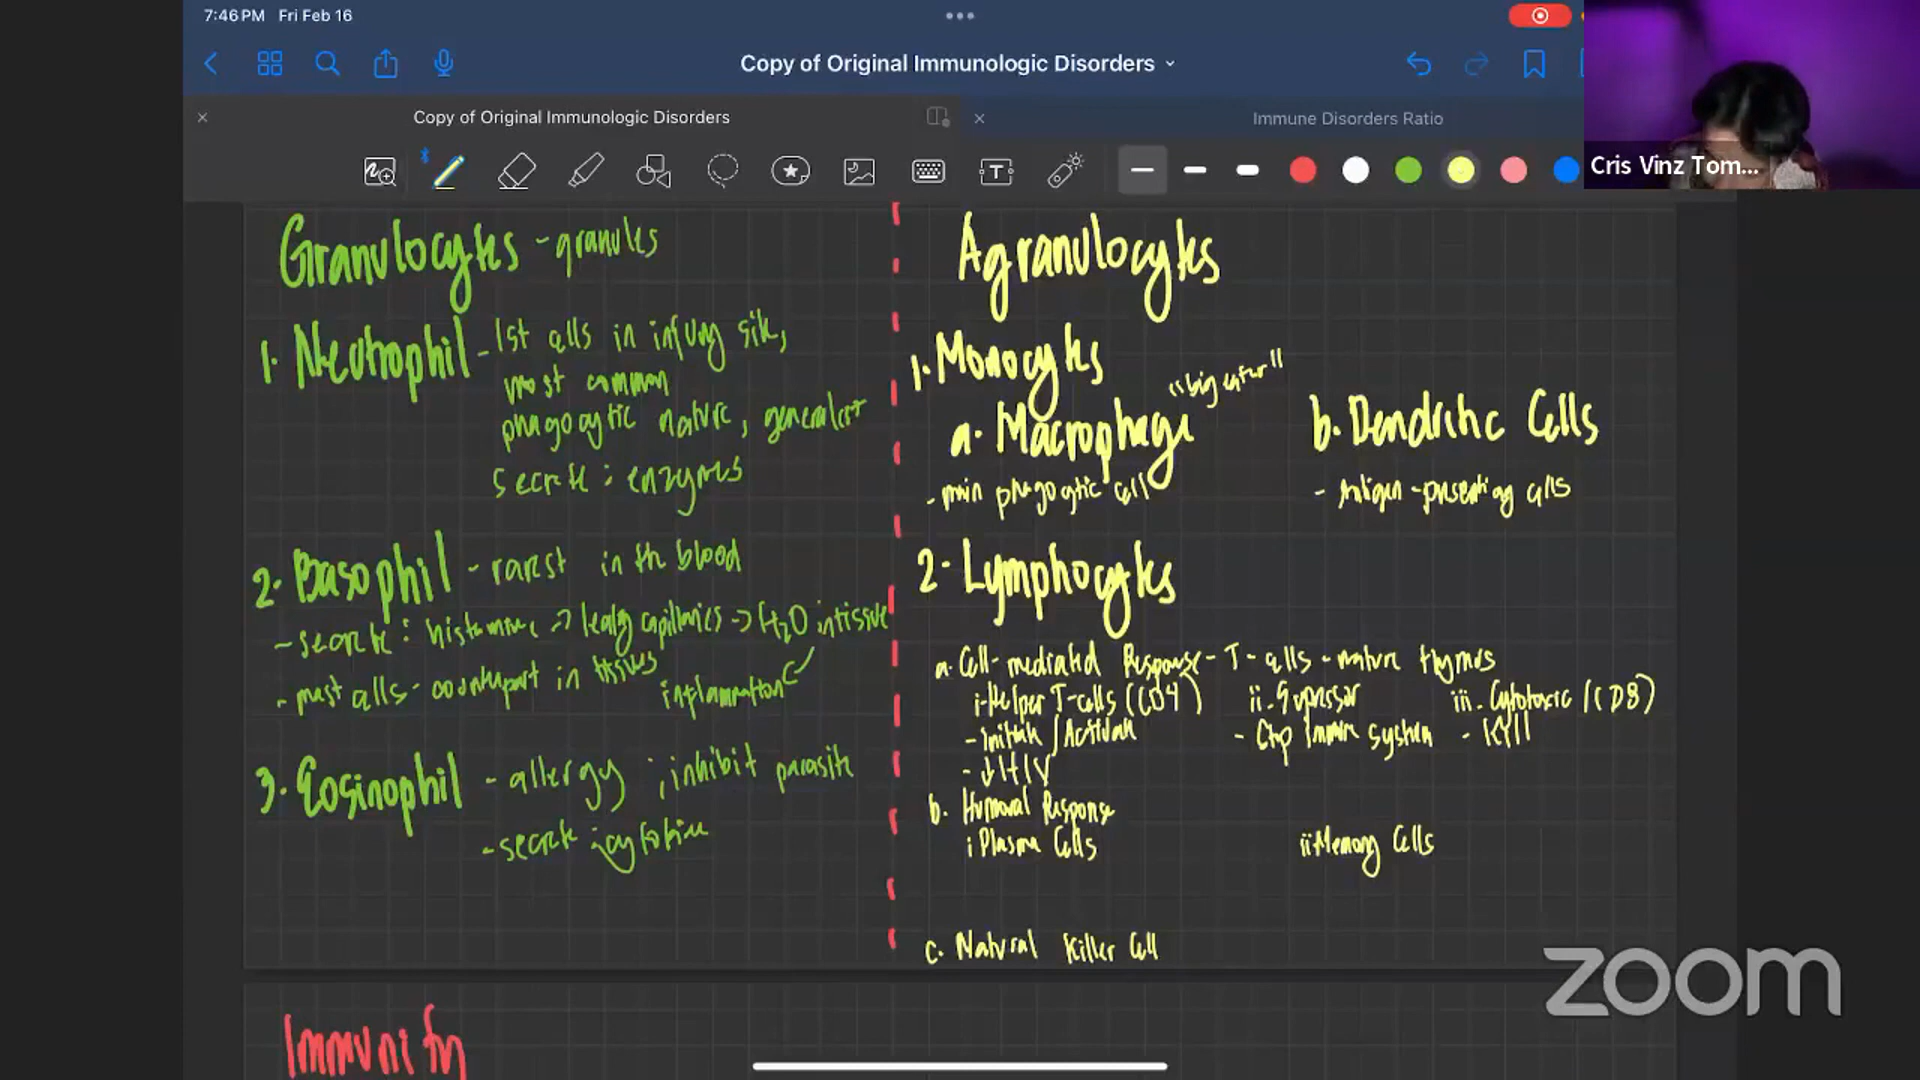 7:46 PM Fri Feb 16
Copy of Original Immunologic Disorders
Copy of Original Immunologic Disorders
Immune Disorders Ratio
Cris Vinz Tom...
Granulocytes - granules
1. Neutrophil - 1st cells in injury site,
most common
phagocytic nature, generalist
secrete : enzymes
2. Basophil - rarest in the blood
- secrete : histamine -> leaky capillaries -> H2O in tissue
- mast cells - counterpart in tissues
inflammation
3. Eosinophil - allergy ; inhibit parasite
- secrete : cytokine
Agranulocytes
1. Monocytes
"big eater"
a. Macrophage
- main phagocytic cell
b. Dendritic Cells
- Antigen - presenting cells
2. Lymphocytes
a. Cell-mediated Response - T-cells - mature thymus
i. Helper T-cells (CD4)
- Initiate / Activate
- ↓ HIV
ii. Supressor
- Stop immune system
iii. Cytotoxic (CD8)
- Kill
b. Humoral Response
i Plasma Cells
ii Memory Cells
c. Natural Killer Cell
Immunity
zoom